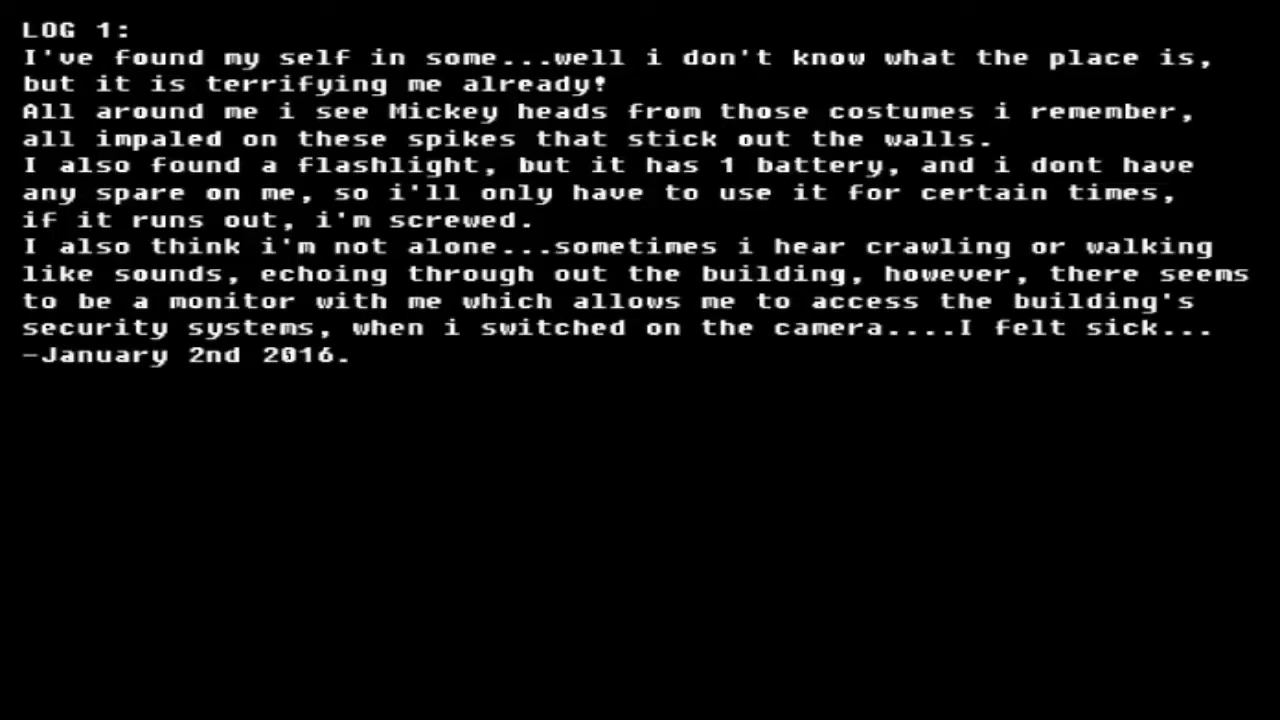 LOG 1:
I've found my self in some...well i don't know what the place is,
but it is terrifying me already!
All around me i see Mickey heads from those costumes i remember,
all impaled on these spikes that stick out the walls.
I also found a flashlight, but it has 1 battery, and i dont have
any spare on me, so i'll only have to use it for certain times,
if it runs out, i'm screwed.
I also think i'm not alone...sometimes i hear crawling or walking
like sounds, echoing through out the building, however, there seems
to be a monitor with me which allows me to access the building's
security systems, when i switched on the camera....I felt sick...
-January 2nd 2016.